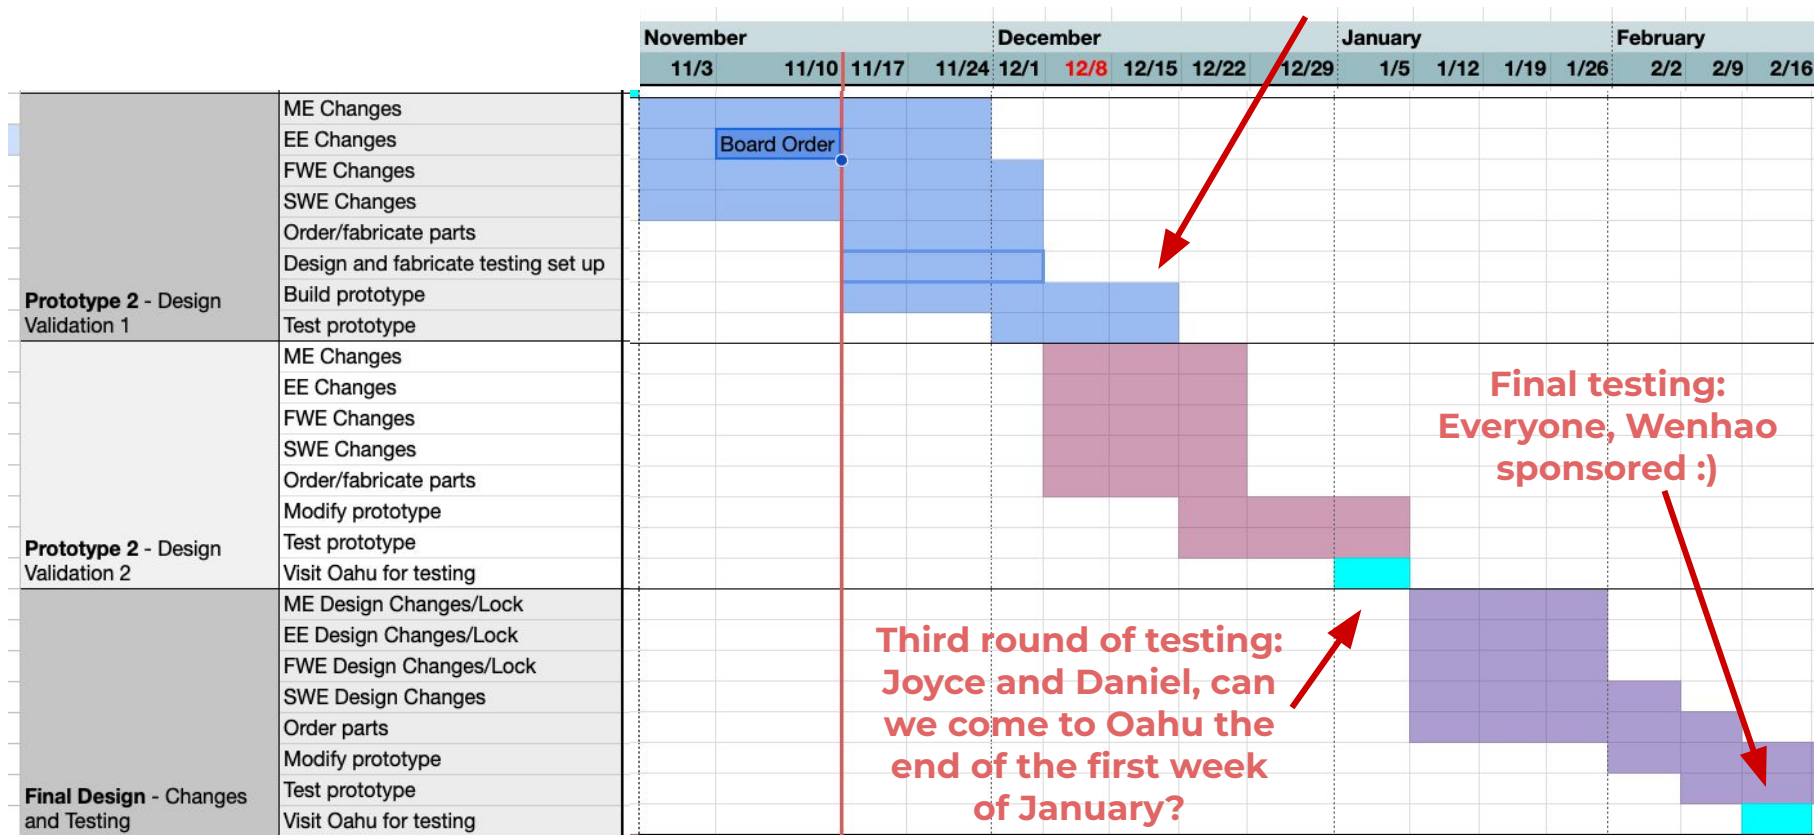 November December January February
11/3 11/10 11/17 11/24 12/1 12/8 12/15 12/22 12/29 1/5 1/12 1/19 1/26 2/2 2/9 2/16
Prototype 2 - Design
Validation 1
ME Changes
EE Changes
Board Order
FWE Changes
SWE Changes
Order/fabricate parts
Design and fabricate testing set up
Build prototype
Test prototype
Prototype 2 - Design
Validation 2
ME Changes
EE Changes
FWE Changes
SWE Changes
Order/fabricate parts
Modify prototype
Test prototype
Visit Oahu for testing
Final Design - Changes
and Testing
ME Design Changes/Lock
EE Design Changes/Lock
FWE Design Changes/Lock
SWE Design Changes
Order parts
Modify prototype
Test prototype
Visit Oahu for testing
Final testing:
Everyone, Wenhao
sponsored :)
Third round of testing:
Joyce and Daniel, can
we come to Oahu the
end of the first week
of January?